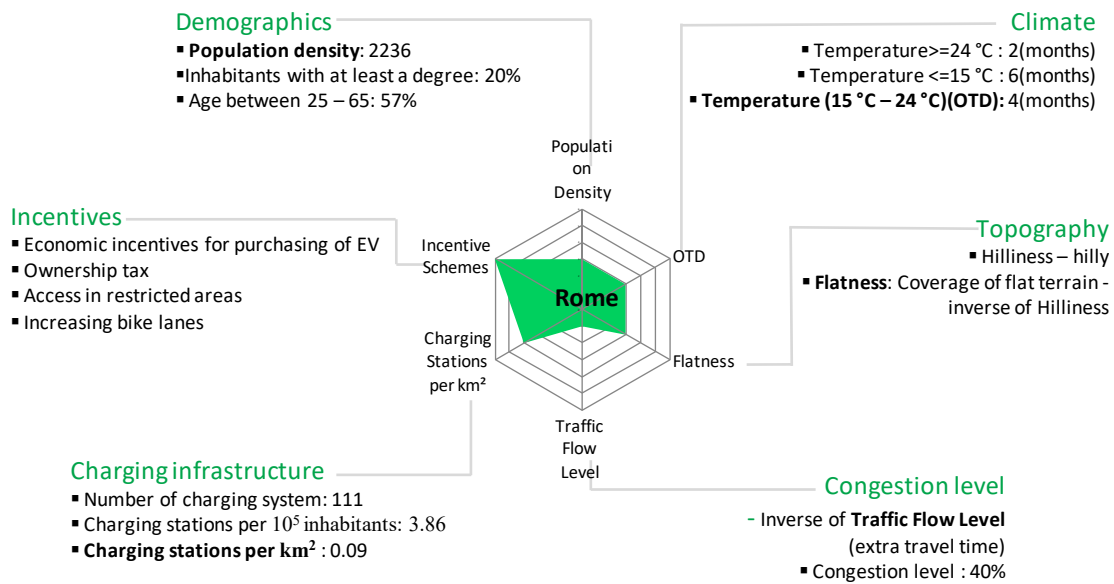 Demographics
▪ Population density: 2236
▪ Inhabitants with at least a degree: 20%
▪ Age between 25 – 65: 57%
Climate
▪ Temperature>=24 °C : 2(months)
▪ Temperature <=15 °C : 6(months)
▪ Temperature (15 °C – 24 °C)(OTD): 4(months)
Incentives
▪ Economic incentives for purchasing of EV
▪ Ownership tax
▪ Access in restricted areas
▪ Increasing bike lanes
Populati
on
Density
OTD
Flatness
Traffic
Flow
Level
Charging
Stations
per km²
Incentive
Schemes
Rome
Topography
▪ Hilliness – hilly
▪ Flatness: Coverage of flat terrain -
inverse of Hilliness
Charging infrastructure
▪ Number of charging system: 111
▪ Charging stations per 10⁵ inhabitants: 3.86
▪ Charging stations per km² : 0.09
Congestion level
- Inverse of Traffic Flow Level
(extra travel time)
▪ Congestion level : 40%